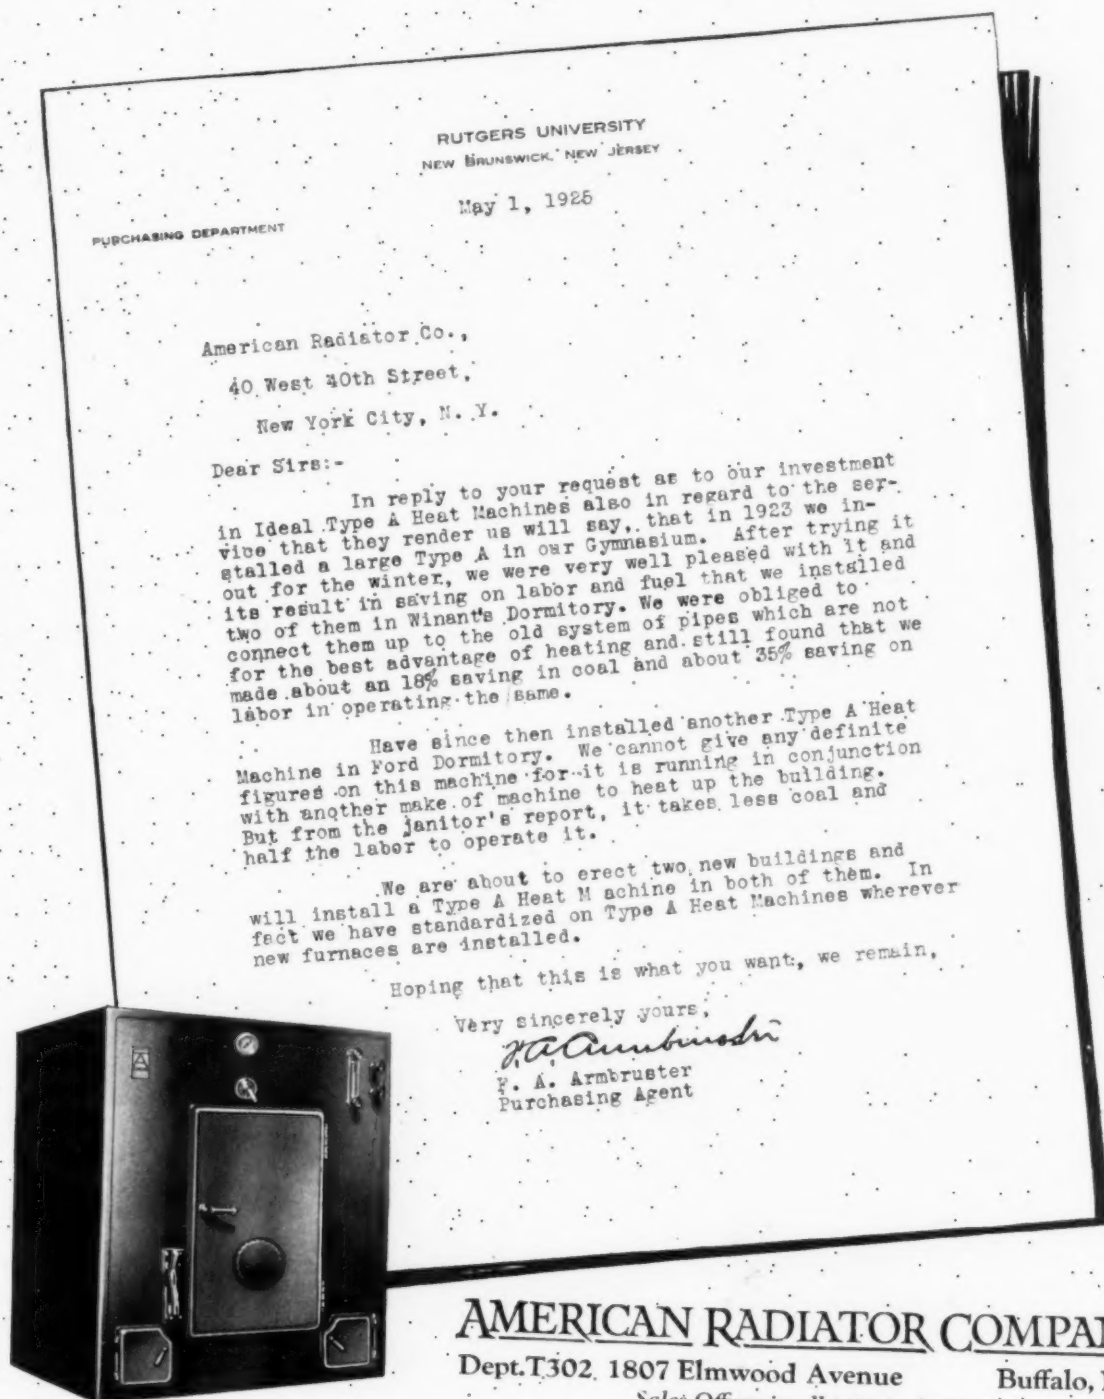 RUTGERS UNIVERSITY
NEW BRUNSWICK, NEW JERSEY
May 1, 1925
PURCHASING DEPARTMENT
American Radiator Co.,
40 West 40th Street,
New York City, N. Y.
Dear Sirs:-
In reply to your request as to our investment
in Ideal Type A Heat Machines also in regard to the ser-
vice that they render us will say, that in 1923 we in-
stalled a large Type A in our Gymnasium. After trying it
out for the winter, we were very well pleased with it and
its result in saving on labor and fuel that we installed
two of them in Winant's Dormitory. We were obliged to
connect them up to the old system of pipes which are not
for the best advantage of heating and still found that we
made about an 18% saving in coal and about 35% saving on
labor in operating the same.
Have since then installed another Type A Heat
Machine in Ford Dormitory. We cannot give any definite
figures on this machine for it is running in conjunction
with another make of machine to heat up the building.
But from the janitor's report, it takes less coal and
half the labor to operate it.
We are about to erect two new buildings and
will install a Type A Heat M achine in both of them. In
fact we have standardized on Type A Heat Machines wherever
new furnaces are installed.
Hoping that this is what you want, we remain,
Very sincerely yours,
F. A. Armbruster
Purchasing Agent
A
AMERICAN RADIATOR
Dept.T302, 1807 Elmwood Avenue Buffalo,